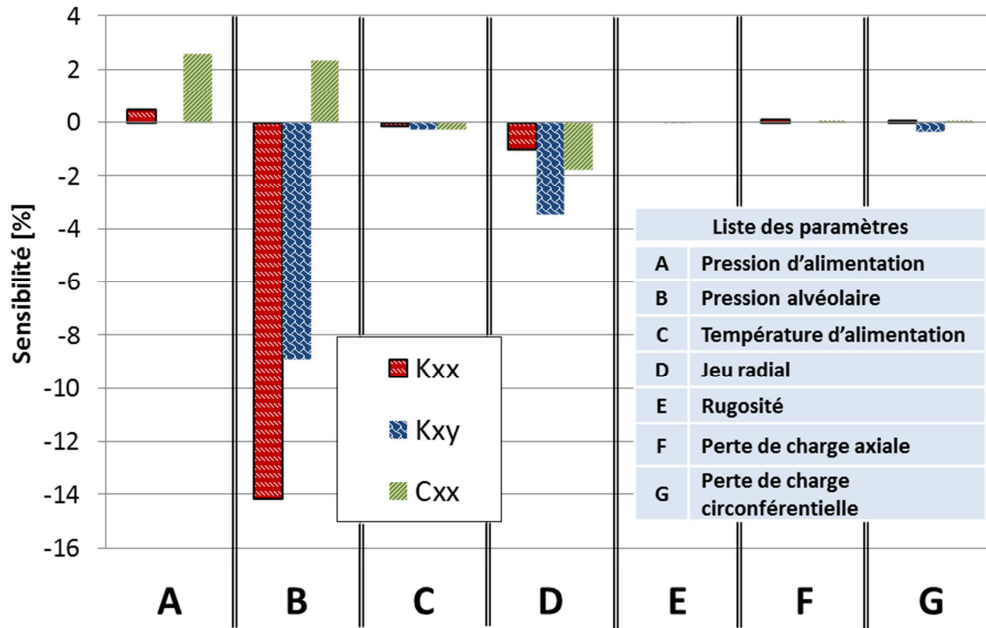 Sensibilité [%]
4
2
0
-2
-4
-6
-8
-10
-12
-14
-16
A B C D E F G
Kxx
Kxy
Cxx
Liste des paramètres
A Pression d'alimentation
B Pression alvéolaire
C Température d'alimentation
D Jeu radial
E Rugosité
F Perte de charge axiale
G Perte de charge
circonférentielle